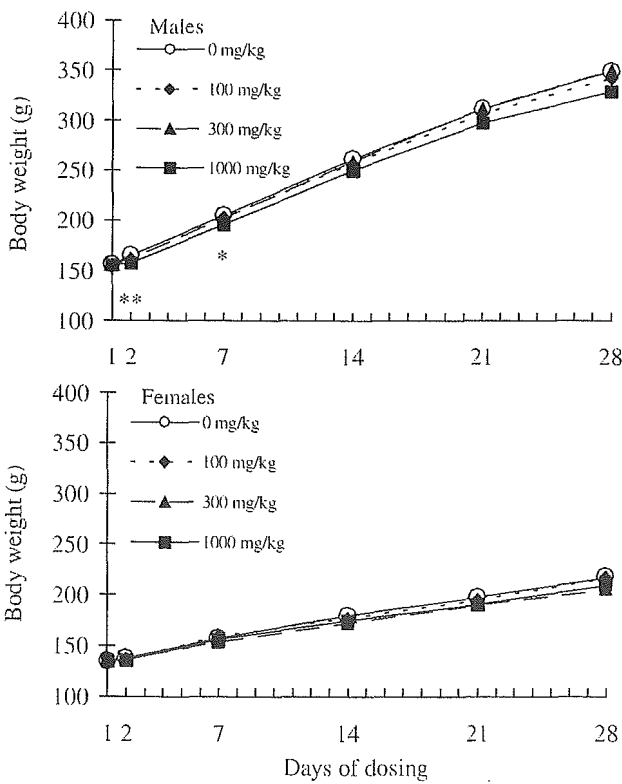 400
350
300
250
200
150
100
Body weight (g)
Males
0 mg/kg
100 mg/kg
300 mg/kg
1000 mg/kg
**
*
1 2 7 14 21 28
400
350
300
250
200
150
100
Body weight (g)
Females
0 mg/kg
100 mg/kg
300 mg/kg
1000 mg/kg
1 2 7 14 21 28
Days of dosing